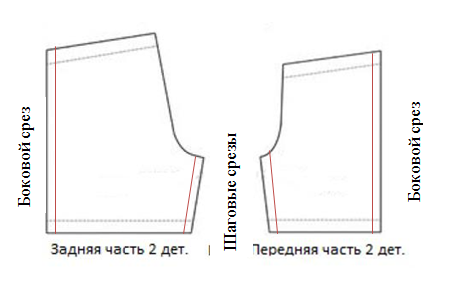 Боковой срез
Шаговые срезы
Боковой срез
Задняя часть 2 дет.
Передняя часть 2 дет.